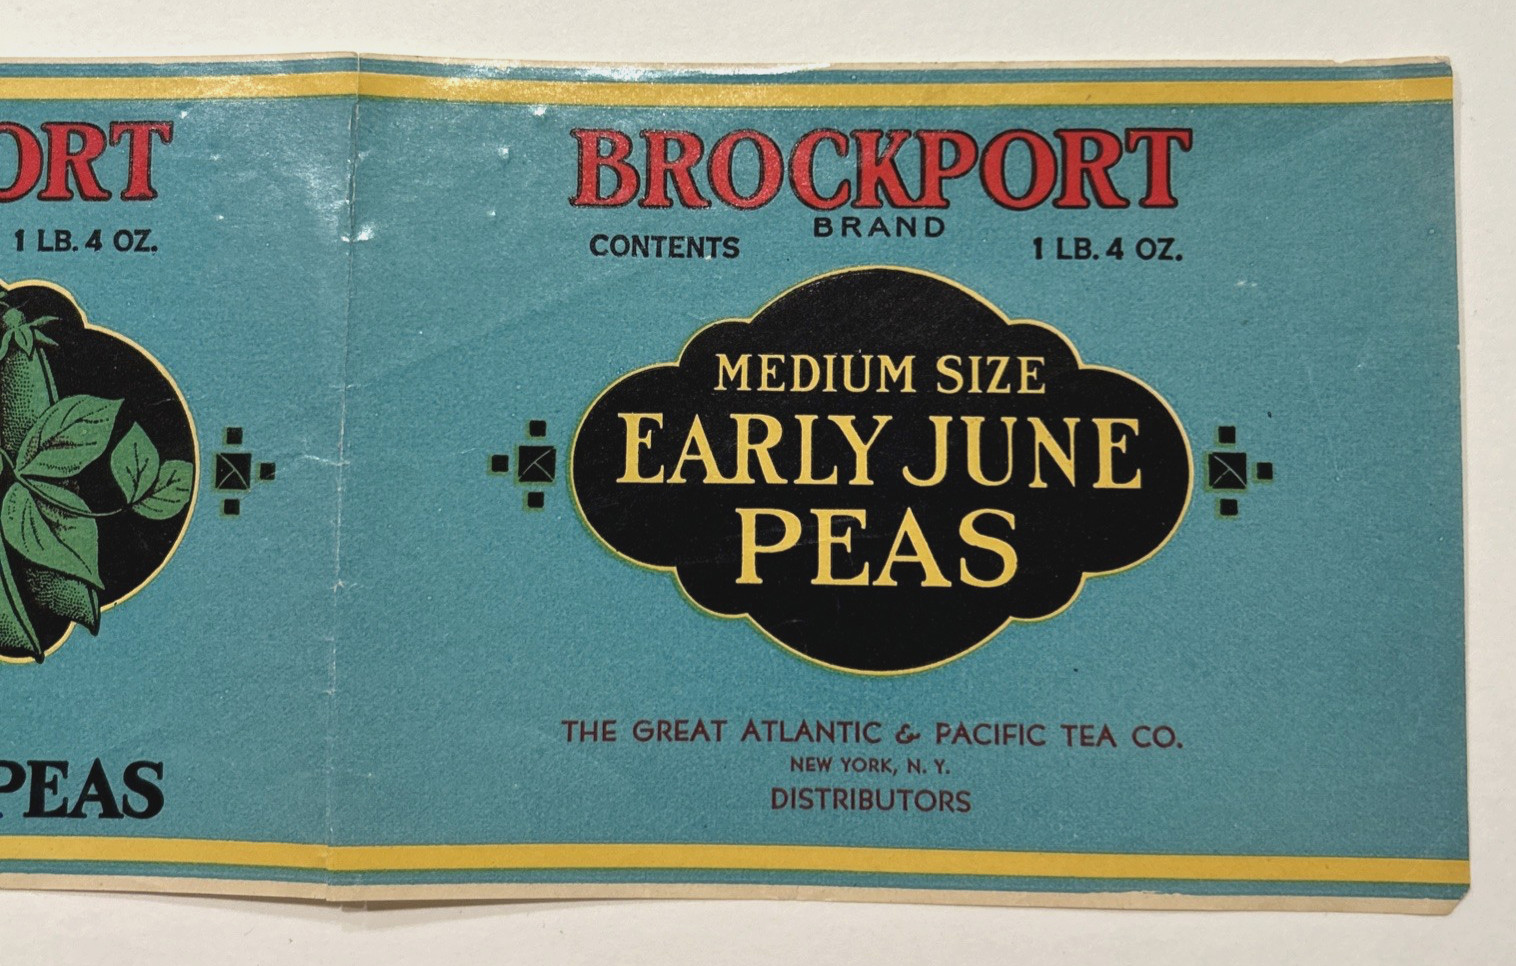 ORT
1 LB. 4 OZ.
PEAS
BROCKPORT
BRAND
CONTENTS 1 LB. 4 OZ.
MEDIUM SIZE
EARLY JUNE
PEAS
THE GREAT ATLANTIC & PACIFIC TEA CO.
NEW YORK, N. Y.
DISTRIBUTORS